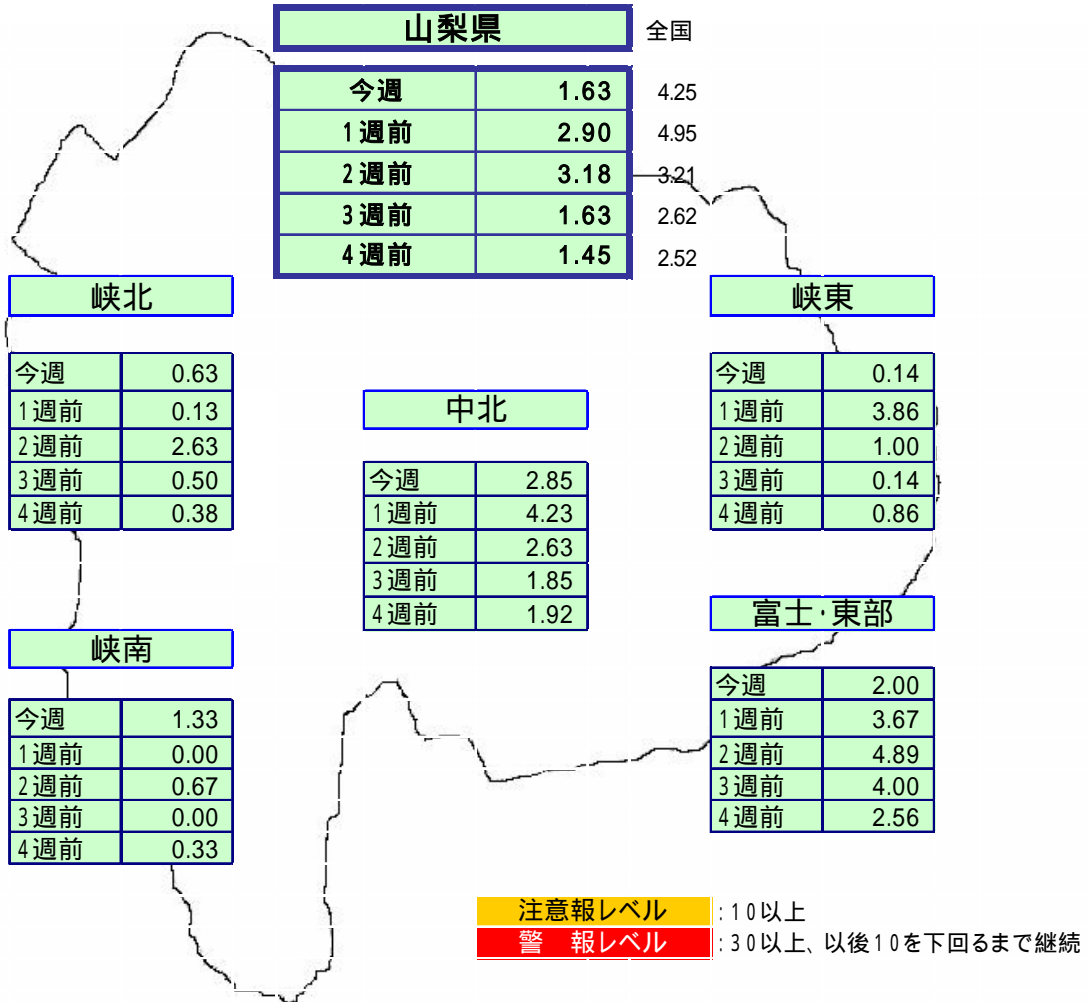 山梨県 全国
今週 1.63 4.25
1週前 2.90 4.95
2週前 3.18 3.21
3週前 1.63 2.62
4週前 1.45 2.52
峡北
今週 0.63
1週前 0.13
2週前 2.63
3週前 0.50
4週前 0.38
中北
今週 2.85
1週前 4.23
2週前 2.63
3週前 1.85
4週前 1.92
峡東
今週 0.14
1週前 3.86
2週前 1.00
3週前 0.14
4週前 0.86
峡南
今週 1.33
1週前 0.00
2週前 0.67
3週前 0.00
4週前 0.33
富士・東部
今週 2.00
1週前 3.67
2週前 4.89
3週前 4.00
4週前 2.56
注意報レベル :10以上
警 報レベル :30以上、以後10を下回るまで継続